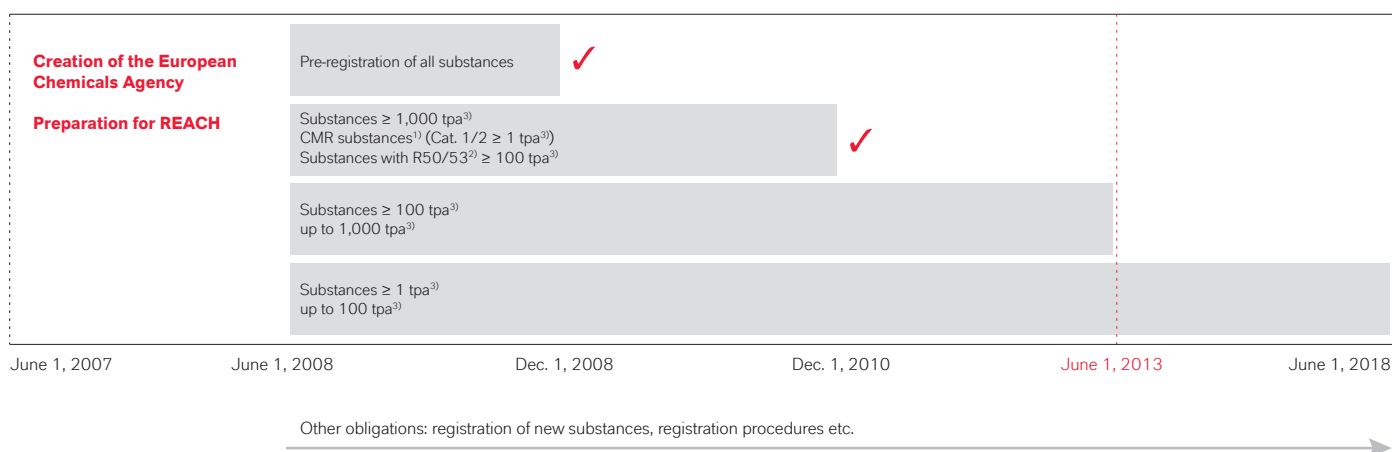 Creation of the European
Chemicals Agency
Preparation for REACH
Pre-registration of all substances
Substances ≥ 1,000 tpa³⁾
CMR substances¹⁾ (Cat. 1/2 ≥ 1 tpa³⁾)
Substances with R50/53²⁾ ≥ 100 tpa³⁾
Substances ≥ 100 tpa³⁾
up to 1,000 tpa³⁾
Substances ≥ 1 tpa³⁾
up to 100 tpa³⁾
June 1, 2007 June 1, 2008 Dec. 1, 2008 Dec. 1, 2010 June 1, 2013 June 1, 2018
Other obligations: registration of new substances, registration procedures etc.